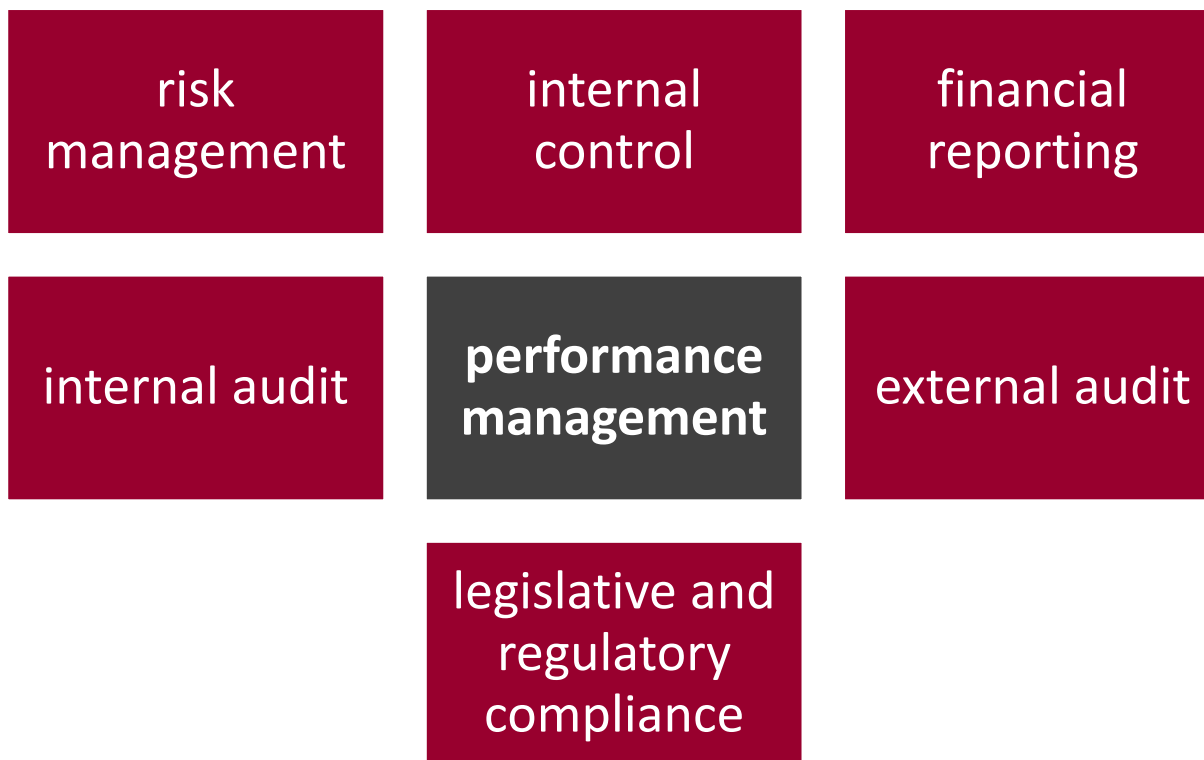 risk
management
internal
control
financial
reporting
internal audit
performance
management
external audit
legislative and
regulatory
compliance